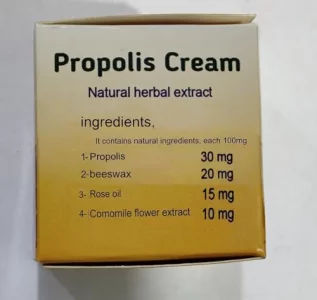 Propolis Cream
Natural herbal extract
ingredients,
It contains natural ingredients, each 100mg
1- Propolis 30 mg
2- beeswax 20 mg
3- Rose oil 15 mg
4- Comomile flower extract 10 mg